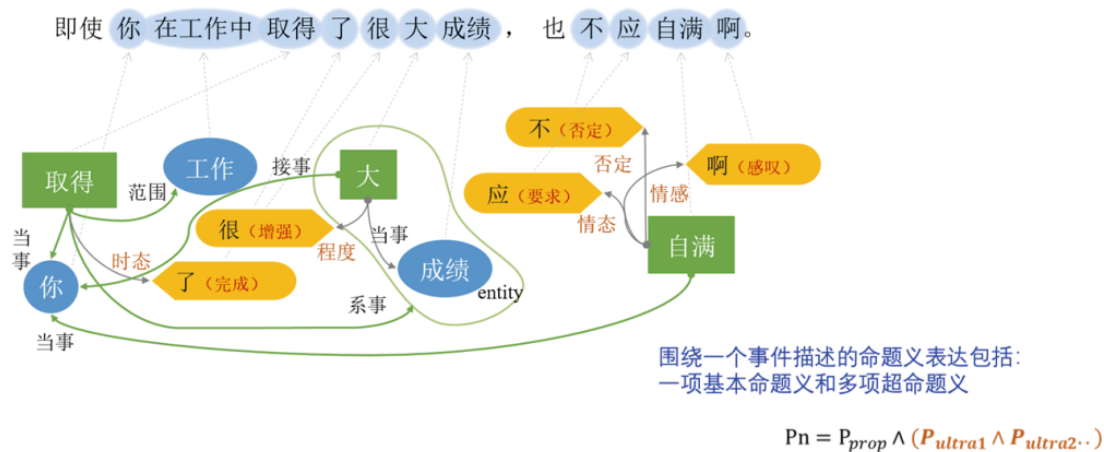 即使 你 在工作中 取得 了 很 大 成绩 ， 也 不 应 自满 啊。
不（否定）
工作
接事
大
否定
啊（感叹）
取得
范围
应（要求）
情感
很（增强）
当事
情态
当事
程度
自满
时态
成绩
你
了（完成）
entity
系事
当事
围绕一个事件描述的命题义表达包括：
一项基本命题义和多项超命题义
Pn = P_prop ∧ (P_ultra1 ∧ P_ultra2..)